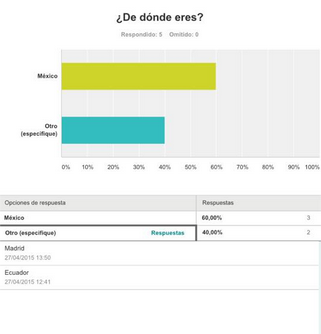 ¿De dónde eres?
Respondido: 5 Omitido: 0
México
Otro
(especifique)
0% 10% 20% 30% 40% 50% 60% 70% 80% 90% 100%
Opciones de respuesta Respuestas
México 60,00% 3
Otro (especifique) Respuestas 40,00% 2
Madrid
27/04/2015 13:50
Ecuador
27/04/2015 12:41